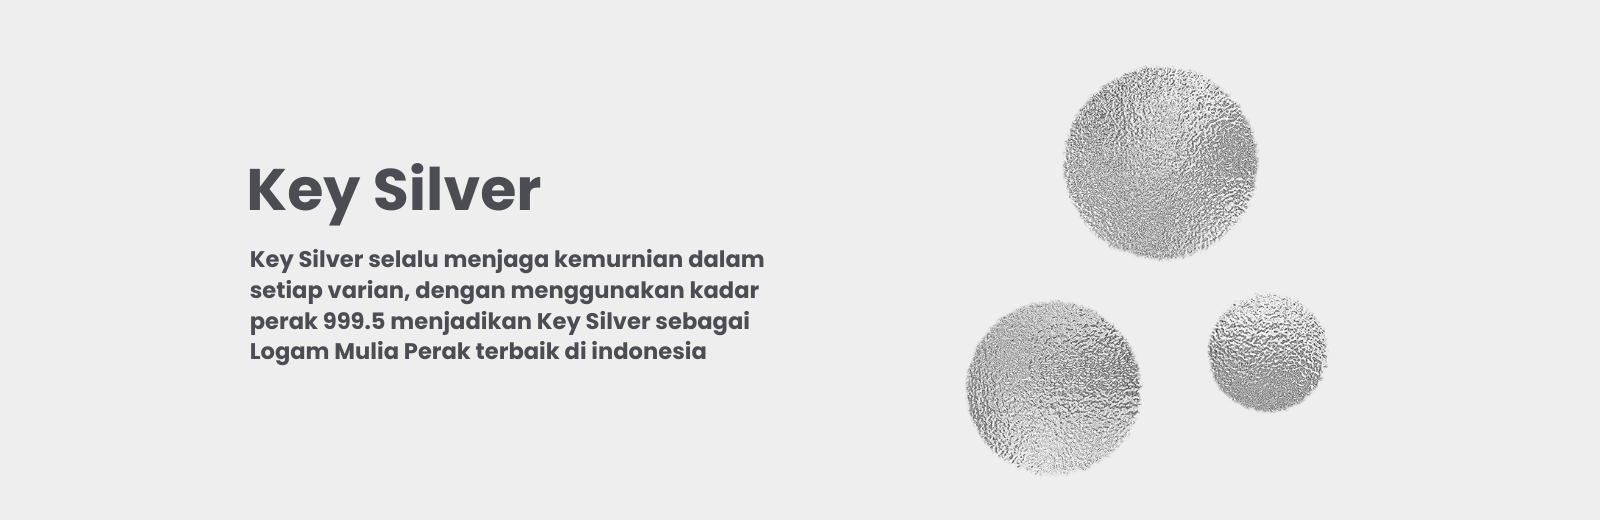 Key Silver
Key Silver selalu menjaga kemurnian dalam
setiap varian, dengan menggunakan kadar
perak 999.5 menjadikan Key Silver sebagai
Logam Mulia Perak terbaik di indonesia